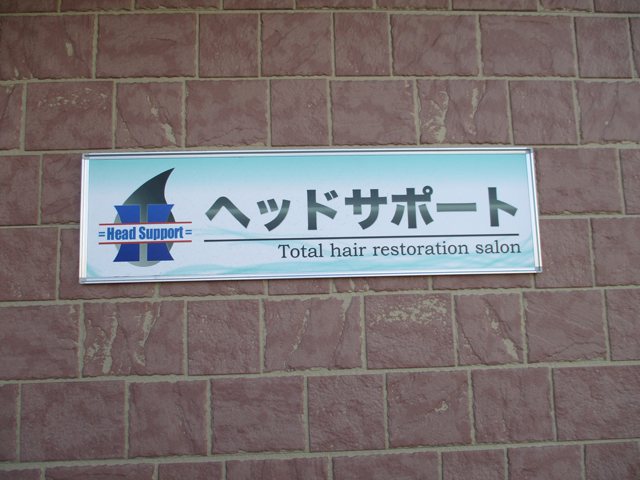 H
=Head Support=
ヘッドサポート
Total hair restoration salon